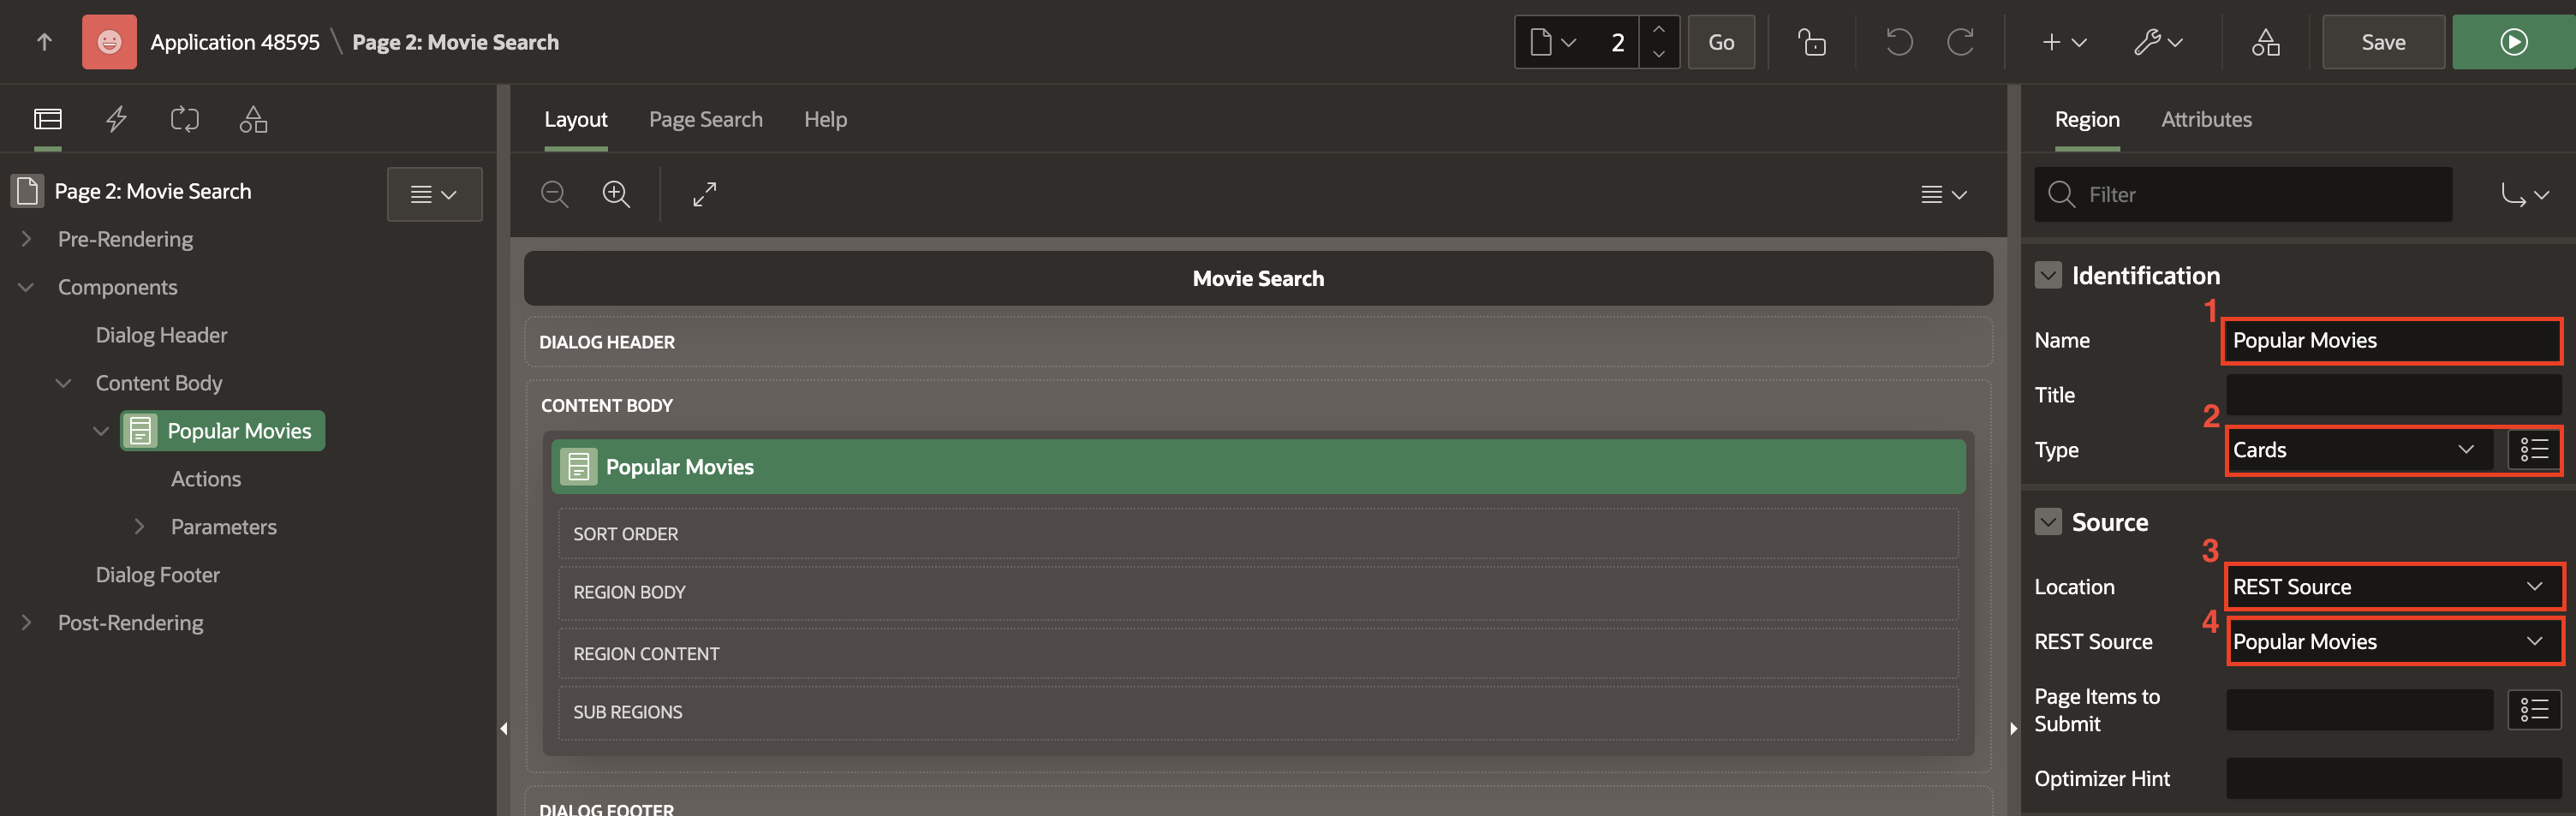 Application 48595 \ Page 2: Movie Search
2
Go
Save
Page 2: Movie Search
Pre-Rendering
Components
Dialog Header
Content Body
Popular Movies
Actions
Parameters
Dialog Footer
Post-Rendering
Layout
Page Search
Help
Movie Search
DIALOG HEADER
CONTENT BODY
Popular Movies
SORT ORDER
REGION BODY
REGION CONTENT
SUB REGIONS
DIALOG FOOTER
Region
Attributes
Filter
Identification
1
Name
Popular Movies
Title
2
Type
Cards
Source
3
Location
REST Source
4
REST Source
Popular Movies
Page Items to
Submit
Optimizer Hint